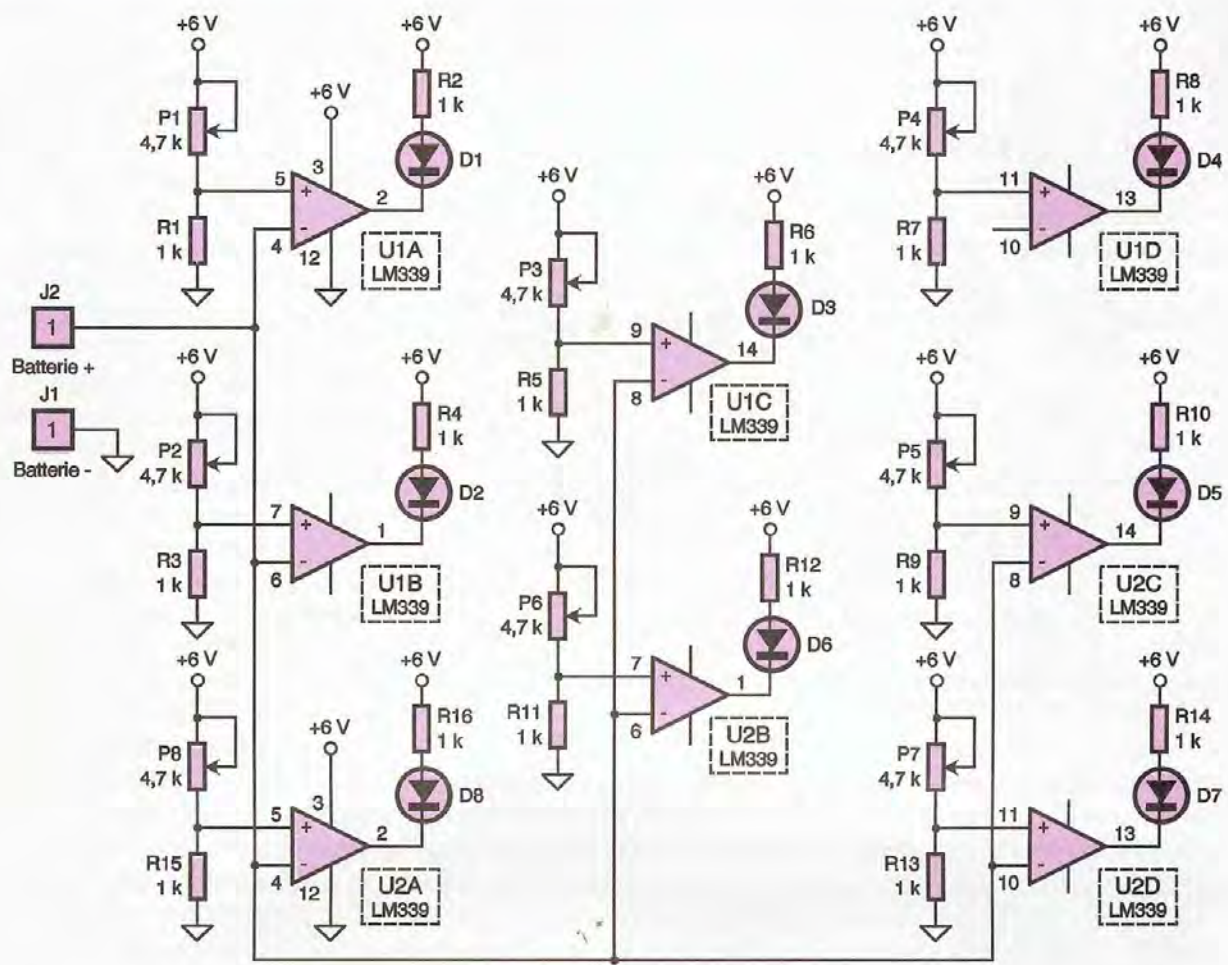 +6 V
P1
4,7 k
R1
1 k
+6 V
3
5
+
-
4
12
2
U1A
LM339
+6 V
R2
1 k
D1
J2
1
Batterie +
J1
1
Batterie -
+6 V
P2
4,7 k
R3
1 k
7
+
-
6
1
U1B
LM339
+6 V
R4
1 k
D2
+6 V
P8
4,7 k
R15
1 k
+6 V
3
5
+
-
4
12
2
U2A
LM339
+6 V
R16
1 k
D8
+6 V
P3
4,7 k
R5
1 k
9
+
-
8
14
U1C
LM339
+6 V
R6
1 k
D3
+6 V
P6
4,7 k
R11
1 k
7
+
-
6
1
U2B
LM339
+6 V
R12
1 k
D6
+6 V
P4
4,7 k
R7
1 k
11
+
-
10
13
U1D
LM339
+6 V
R8
1 k
D4
+6 V
P5
4,7 k
R9
1 k
9
+
-
8
14
U2C
LM339
+6 V
R10
1 k
D5
+6 V
P7
4,7 k
R13
1 k
11
+
-
10
13
U2D
LM339
+6 V
R14
1 k
D7